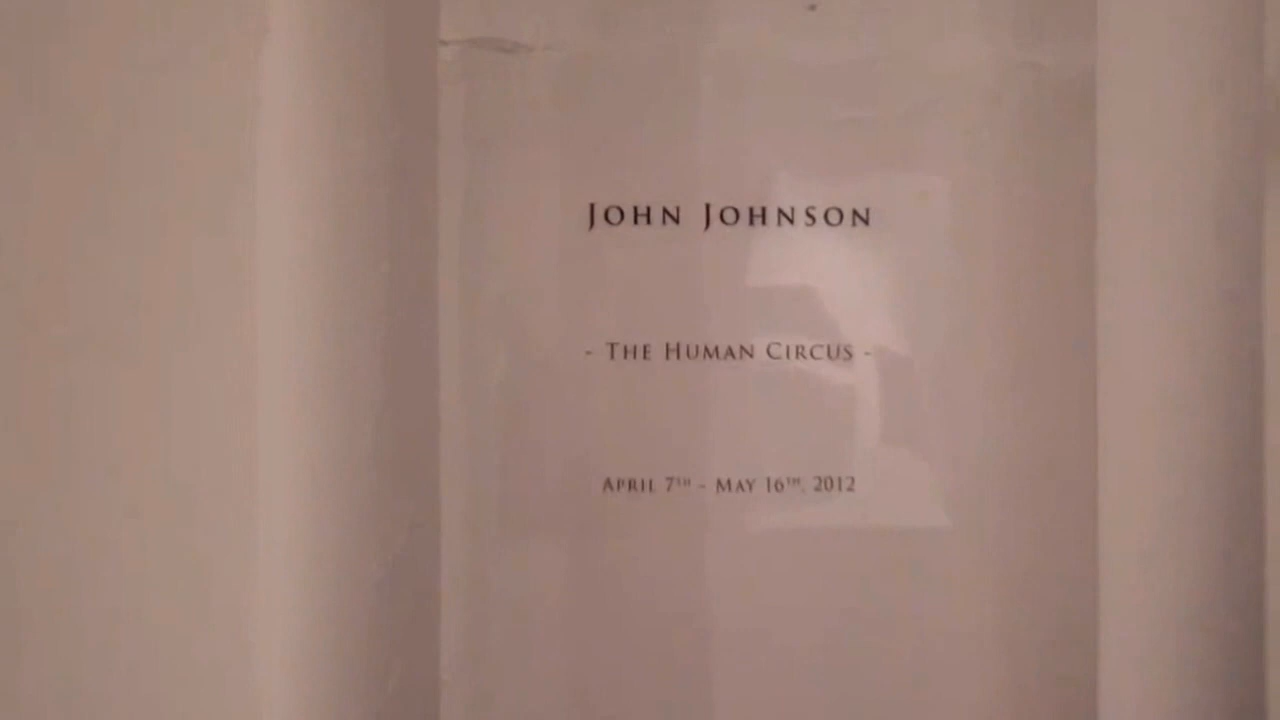 JOHN JOHNSON
- THE HUMAN CIRCUS -
APRIL 7TH - MAY 16TH, 2012